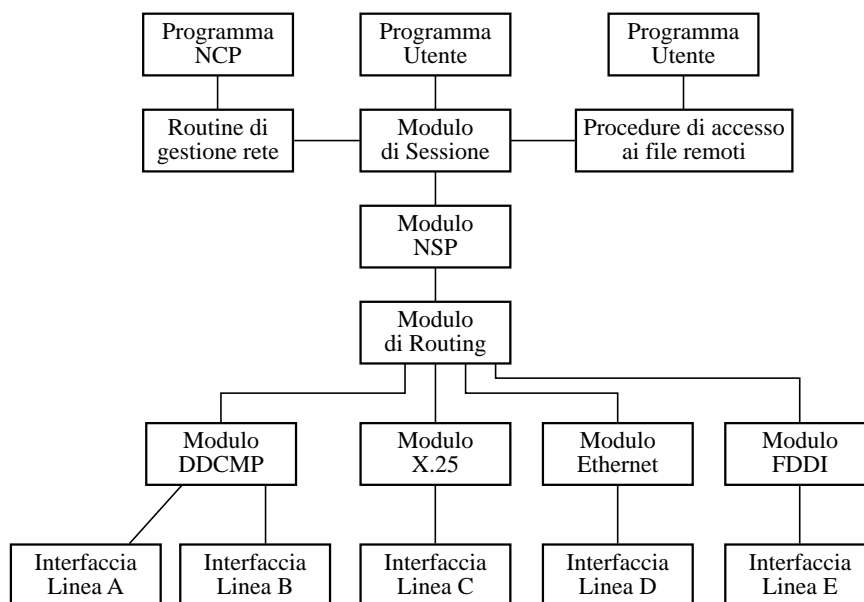 Programma
NCP
Programma
Utente
Programma
Utente
Routine di
gestione rete
Modulo
di Sessione
Procedure di accesso
ai file remoti
Modulo
NSP
Modulo
di Routing
Modulo
DDCMP
Modulo
X.25
Modulo
Ethernet
Modulo
FDDI
Interfaccia
Linea A
Interfaccia
Linea B
Interfaccia
Linea C
Interfaccia
Linea D
Interfaccia
Linea E